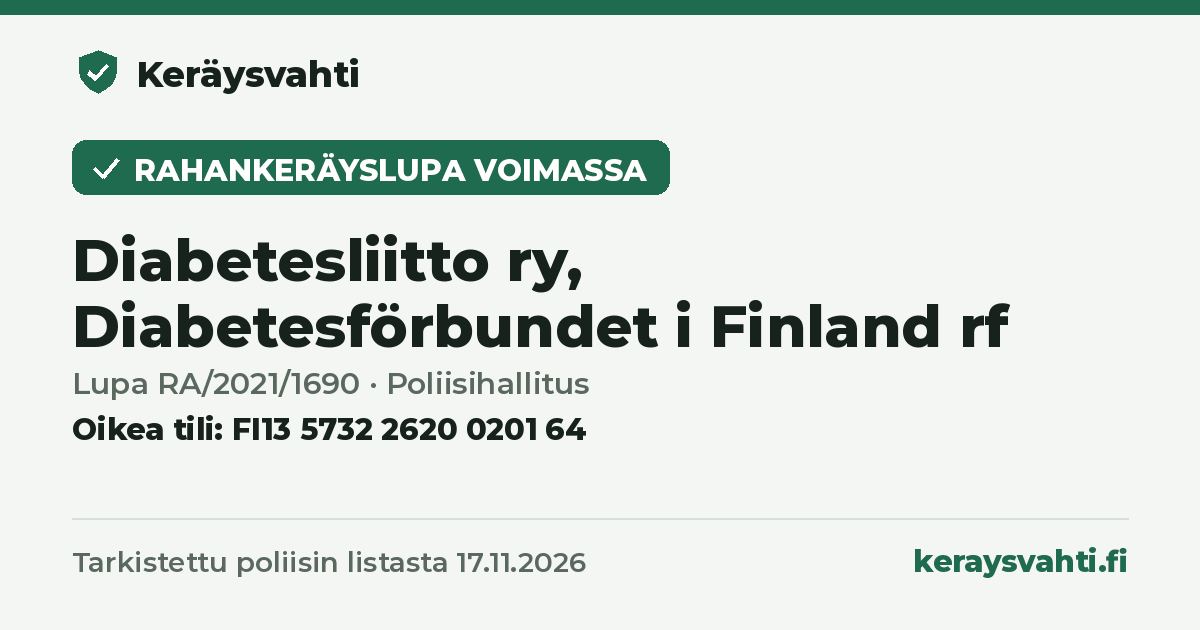 Keräysvahti
RAHANKERÄYSLUPA VOIMASSA
Diabetesliitto ry,
Diabetesförbundet i Finland rf
Lupa RA/2021/1690 · Poliisihallitus
Oikea tili: FI13 5732 2620 0201 64
Tarkistettu poliisin listasta 17.11.2026
keraysvahti.fi